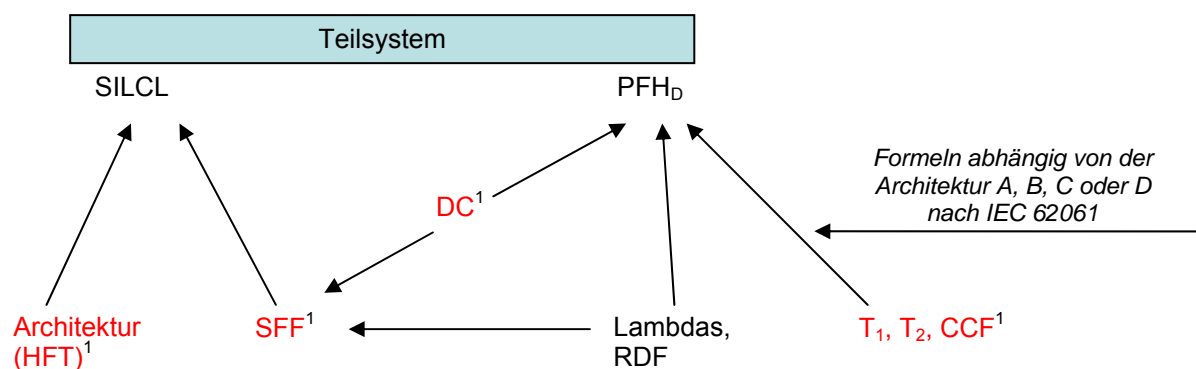 Teilsystem
SILCL
PFH_D
Formeln abhängig von der
Architektur A, B, C oder D
nach IEC 62061
DC¹
Architektur
(HFT)¹
SFF¹
Lambdas,
RDF
T₁, T₂, CCF¹